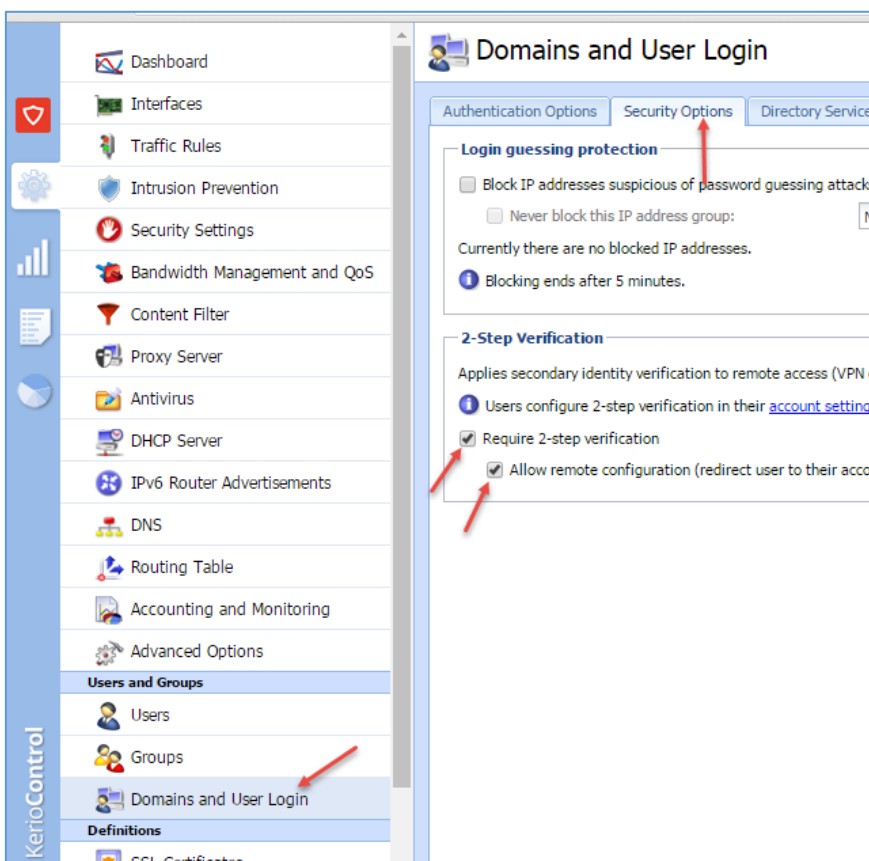 Dashboard
Interfaces
Traffic Rules
Intrusion Prevention
Security Settings
Bandwidth Management and QoS
Content Filter
Proxy Server
Antivirus
DHCP Server
IPv6 Router Advertisements
DNS
Routing Table
Accounting and Monitoring
Advanced Options
Users and Groups
Users
Groups
Domains and User Login
Definitions
SSL Certificates
KerioControl
Domains and User Login
Authentication Options
Security Options
Directory Service
Login guessing protection
Block IP addresses suspicious of password guessing attack
Never block this IP address group:
Currently there are no blocked IP addresses.
Blocking ends after 5 minutes.
2-Step Verification
Applies secondary identity verification to remote access (VPN
Users configure 2-step verification in their account setting
Require 2-step verification
Allow remote configuration (redirect user to their acco